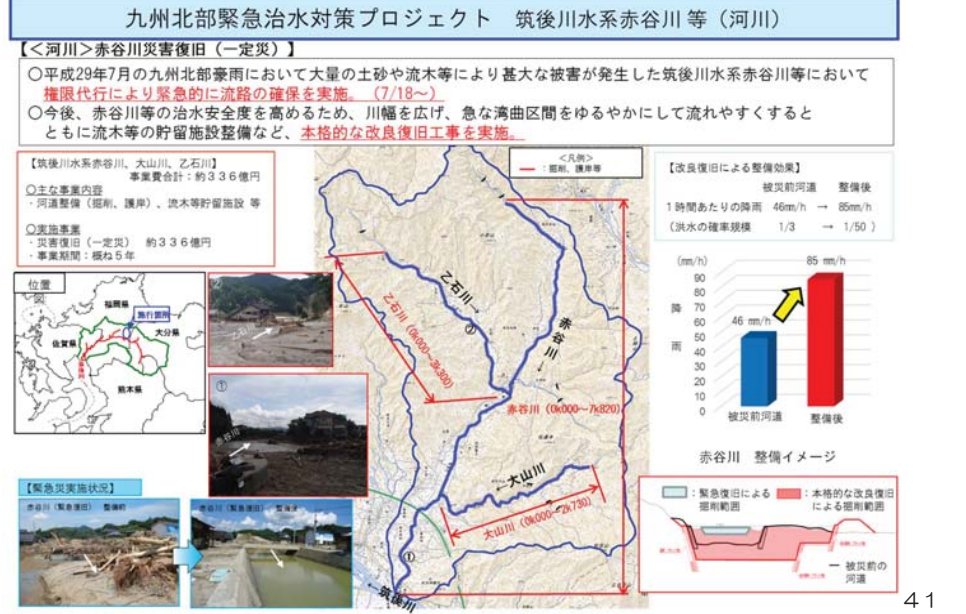 九州北部緊急治水対策プロジェクト 筑後川水系赤谷川 等（河川）
【＜河川＞赤谷川災害復旧（一定災）】
○平成29年7月の九州北部豪雨において大量の土砂や流木等により甚大な被害が発生した筑後川水系赤谷川等において
権限代行により緊急的に流路の確保を実施。（7/18～）
○今後、赤谷川等の治水安全度を高めるため、川幅を広げ、急な湾曲区間をゆるやかにして流れやすくすると
ともに流木等の貯留施設整備など、本格的な改良復旧工事を実施。
【筑後川水系赤谷川、大山川、乙石川】
事業費合計：約３３６億円
○主な事業内容
・河道整備（掘削、護岸）、流木等貯留施設 等
○実施事業
・災害復旧（一定災） 約３３６億円
・事業期間：概ね５年
＜凡例＞
：掘削、護岸等
【改良復旧による整備効果】
被災前河道 整備後
１時間あたりの降雨 46mm/h → 85mm/h
（洪水の確率規模 1/3 → 1/50 ）
位置図
福岡県
施行箇所
大分県
佐賀県
熊本県
乙石川
①
赤谷川
乙石川
②
乙石川（0k000～3k300）
赤谷川
赤谷川（0k000～7k820）
大山川
大山川（0k000～2k730）
①
筑後川
(mm/h)
85 mm/h
46 mm/h
降雨
90
80
70
60
50
40
30
20
10
0
被災前河道 整備後
赤谷川 整備イメージ
：緊急復旧による掘削範囲
：本格的な改良復旧による掘削範囲
被災前の河道
【緊急災実施状況】
赤谷川（緊急復旧） 整備前
赤谷川（緊急復旧） 整備後
41